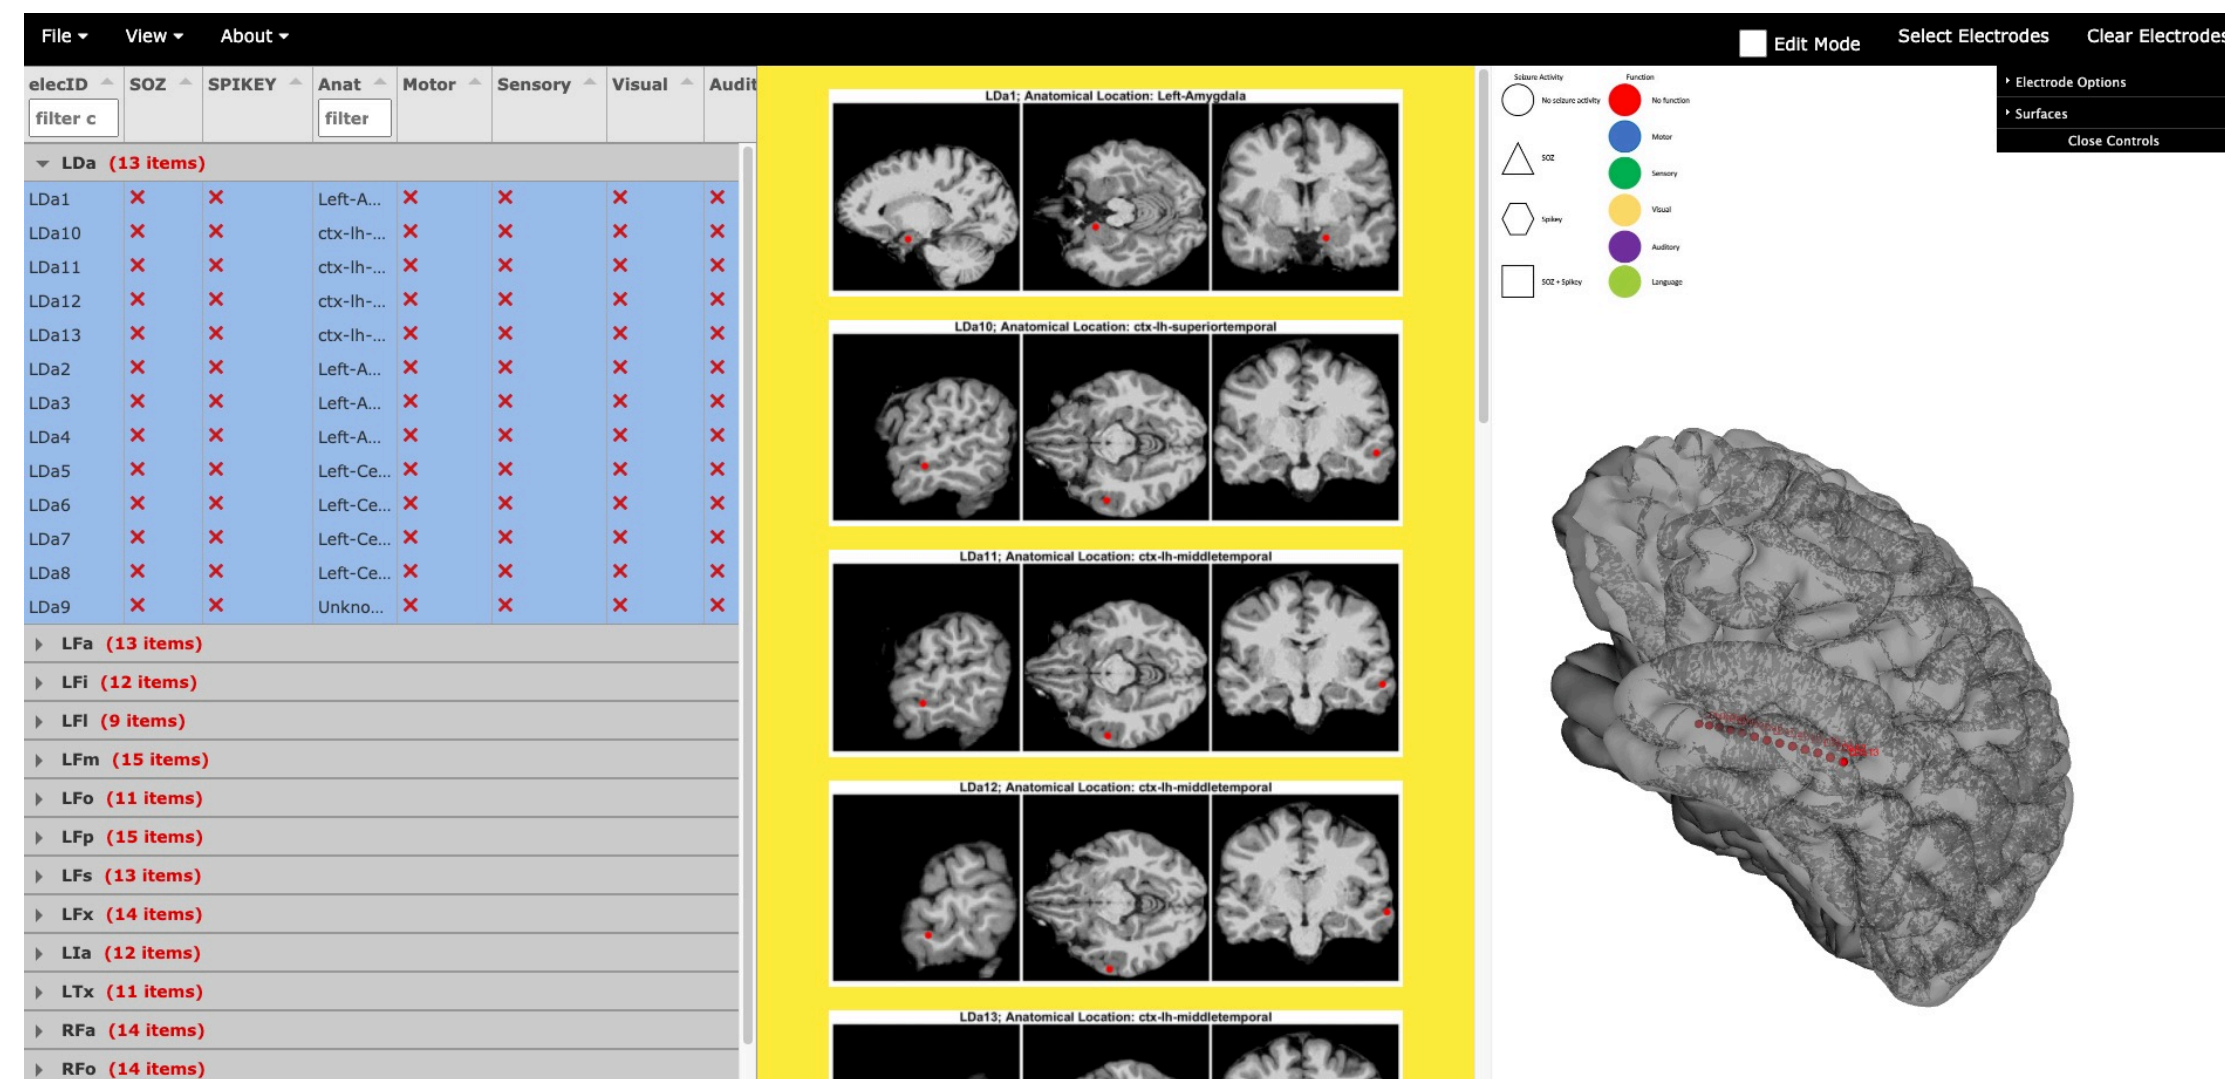 File View About Edit Mode Select Electrodes Clear Electrodes
elecID SOZ SPIKEY Anat Motor Sensory Visual Audit
filter c filter
LDa (13 items)
LDa1 Left-A...
LDa10 ctx-lh-...
LDa11 ctx-lh-...
LDa12 ctx-lh-...
LDa13 ctx-lh-...
LDa2 Left-A...
LDa3 Left-A...
LDa4 Left-A...
LDa5 Left-Ce...
LDa6 Left-Ce...
LDa7 Left-Ce...
LDa8 Left-Ce...
LDa9 Unkno...
LFa (13 items)
LFi (12 items)
LFl (9 items)
LFm (15 items)
LFo (11 items)
LFp (15 items)
LFs (13 items)
LFx (14 items)
LIa (12 items)
LTx (11 items)
RFa (14 items)
RFo (14 items)
LDa1; Anatomical Location: Left-Amygdala
LDa10; Anatomical Location: ctx-lh-superiortemporal
LDa11; Anatomical Location: ctx-lh-middletemporal
LDa12; Anatomical Location: ctx-lh-middletemporal
LDa13; Anatomical Location: ctx-lh-middletemporal
Seizure Activity Function
No seizure activity No function
Motor
SOZ
Sensory
Visual
Spikey
Auditory
SOZ + Spikey Language
Electrode Options
Surfaces
Close Controls